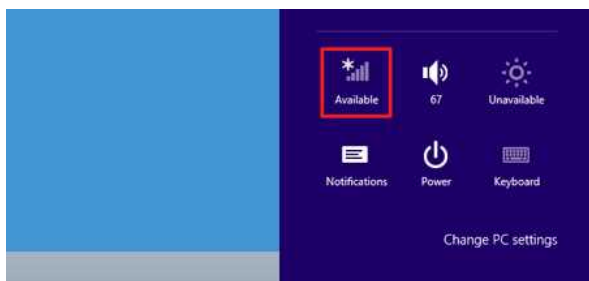 Available 67 Unavailable
Notifications Power Keyboard
Change PC settings